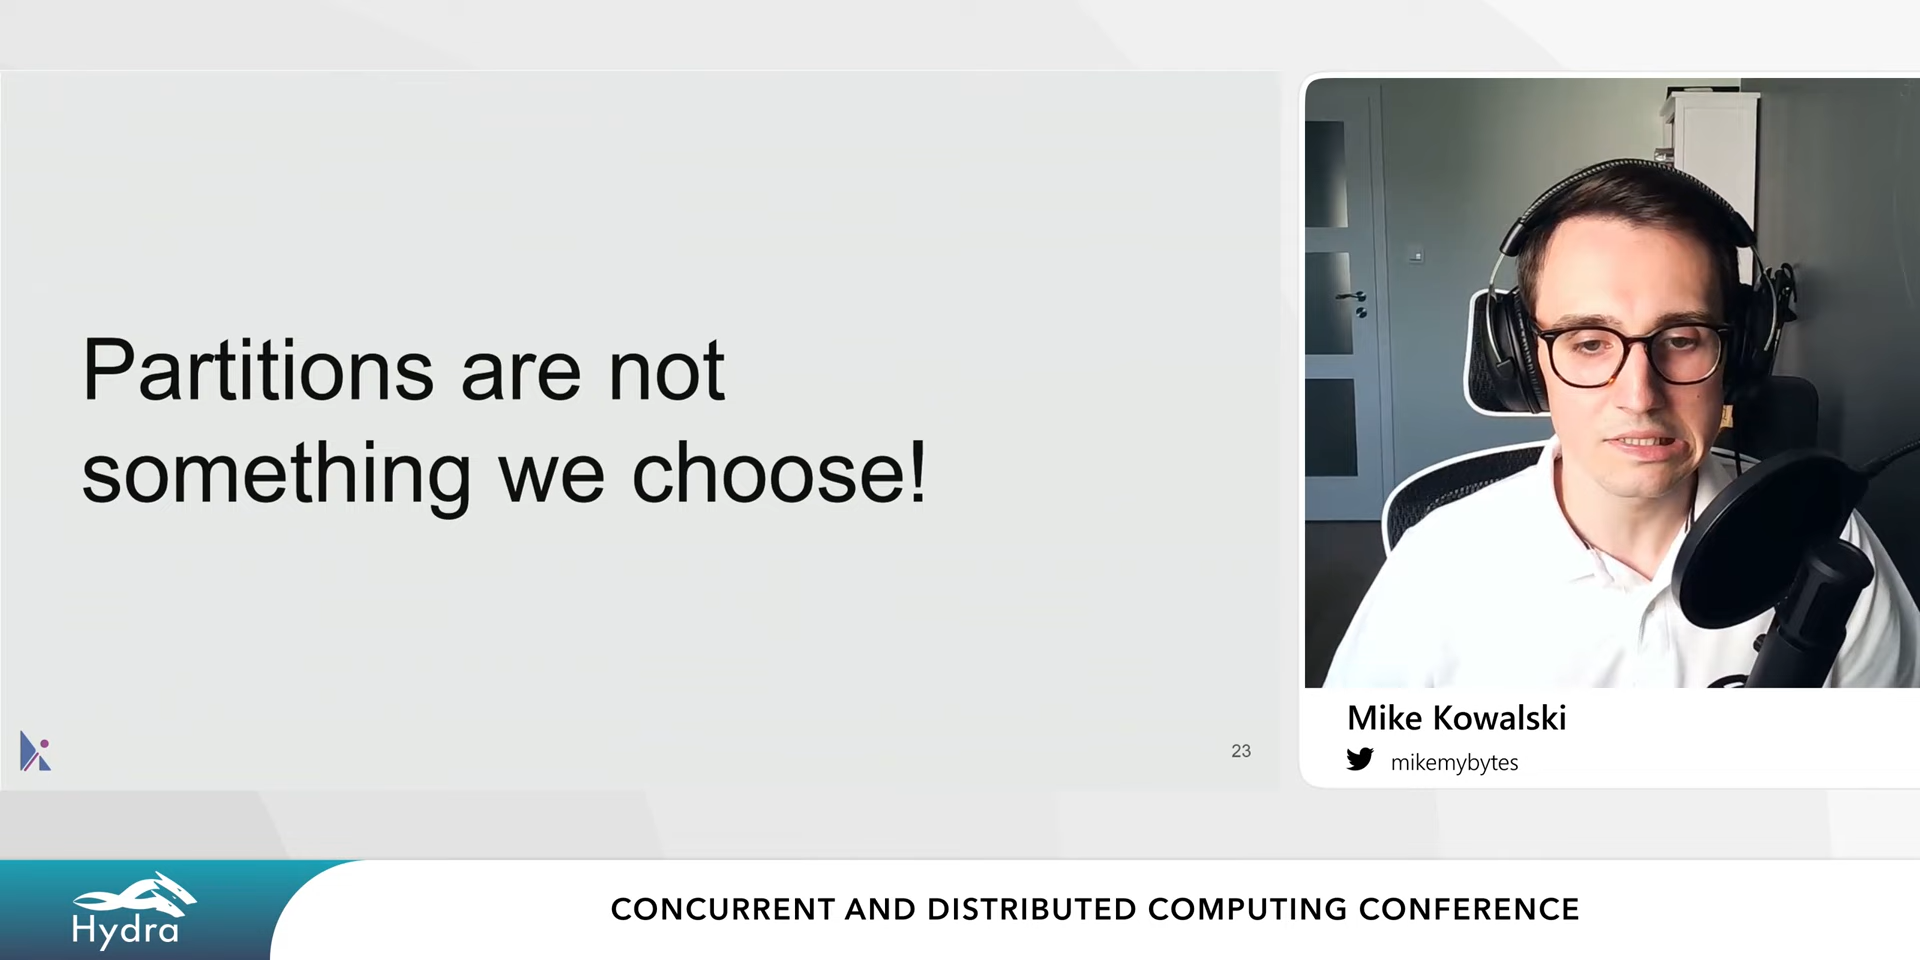 Partitions are not
something we choose!
23
Mike Kowalski
mikemybytes
Hydra
CONCURRENT AND DISTRIBUTED COMPUTING CONFERENCE